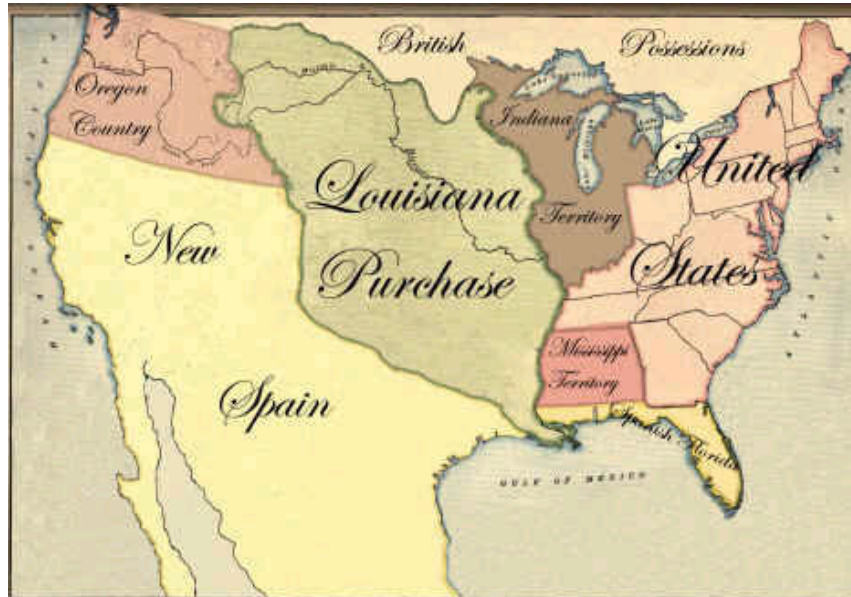 British
Possessions
Oregon
Country
Indiana
United
Louisiana
New
Territory
Purchase
States
Mississippi
Territory
Spain
Spanish Florida
GULF OF MEXICO